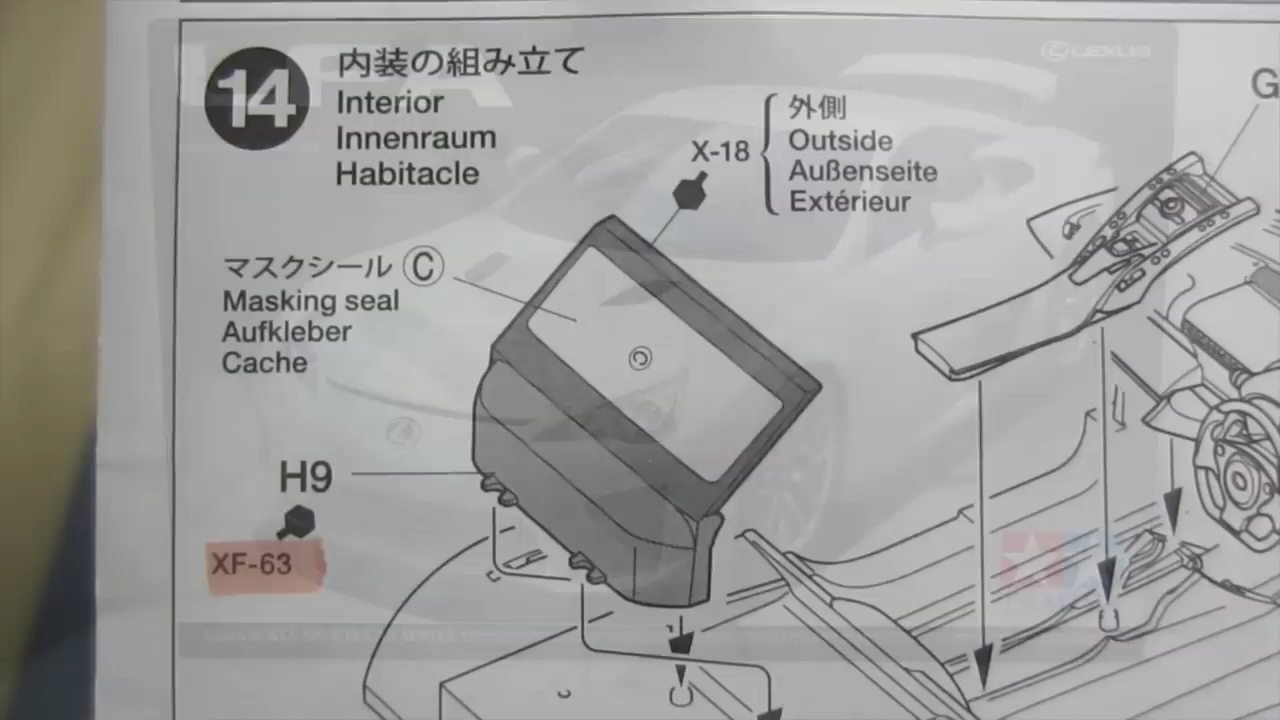 14
内装の組み立て
Interior
Innenraum
Habitacle
X-18
外側
Outside
Außenseite
Extérieur
G
マスクシール Ⓒ
Masking seal
Aufkleber
Cache
Ⓒ
H9
XF-63
LEXUS